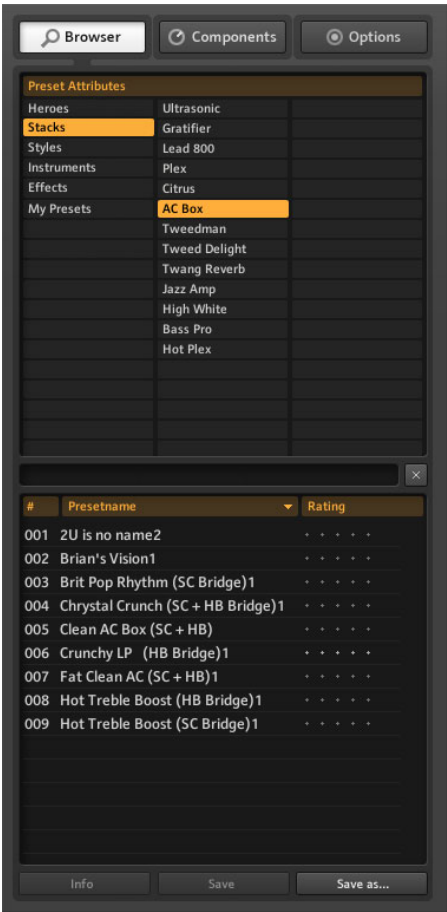 Browser Components Options
Preset Attributes
Heroes Ultrasonic
Stacks Gratifier
Styles Lead 800
Instruments Plex
Effects Citrus
My Presets AC Box
Tweedman
Tweed Delight
Twang Reverb
Jazz Amp
High White
Bass Pro
Hot Plex
# Presetname Rating
001 2U is no name2
002 Brian's Vision1
003 Brit Pop Rhythm (SC Bridge)1
004 Chrystal Crunch (SC + HB Bridge)1
005 Clean AC Box (SC + HB)
006 Crunchy LP (HB Bridge)1
007 Fat Clean AC (SC + HB)1
008 Hot Treble Boost (HB Bridge)1
009 Hot Treble Boost (SC Bridge)1
Info Save Save as...